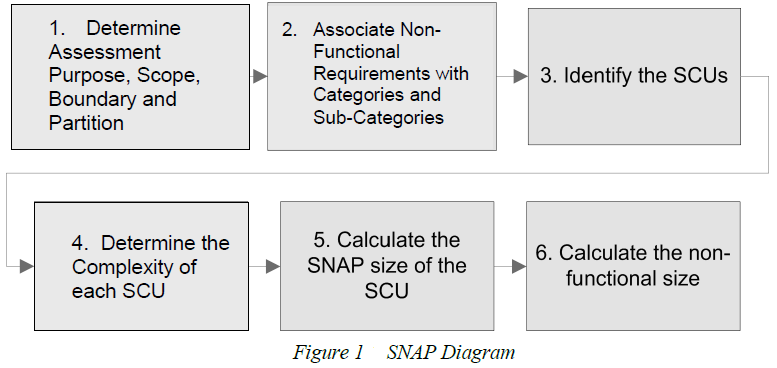 1. Determine
Assessment
Purpose, Scope,
Boundary and
Partition
2. Associate Non-
Functional
Requirements with
Categories and
Sub-Categories
3. Identify the SCUs
4. Determine the
Complexity of
each SCU
5. Calculate the
SNAP size of the
SCU
6. Calculate the non-
functional size
Figure 1 SNAP Diagram